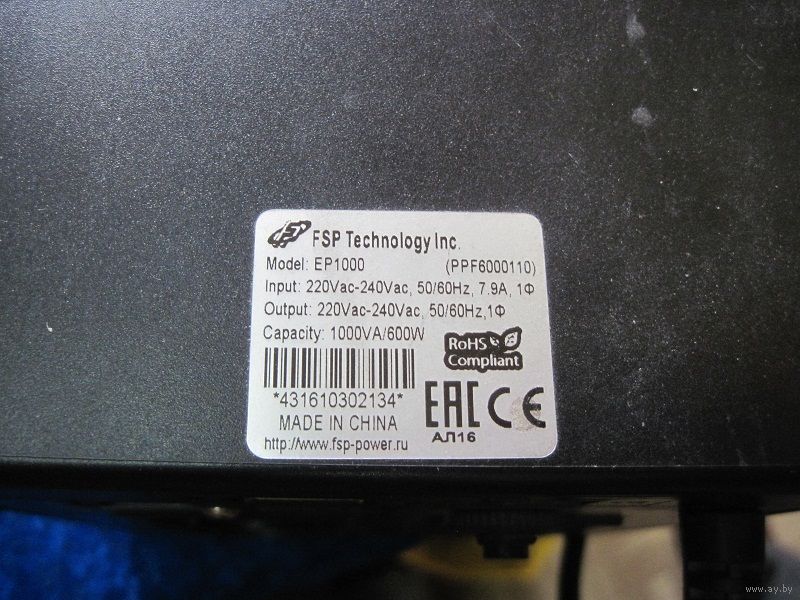 FSP Technology Inc.
Model: EP1000 (PPF6000110)
Input: 220Vac-240Vac, 50/60Hz, 7.9A, 1Φ
Output: 220Vac-240Vac, 50/60Hz,1Φ
Capacity: 1000VA/600W
RoHS
Compliant
*431610302134*
EAC CE
MADE IN CHINA
АЛ16
http://www.fsp-power.ru
www.ay.by